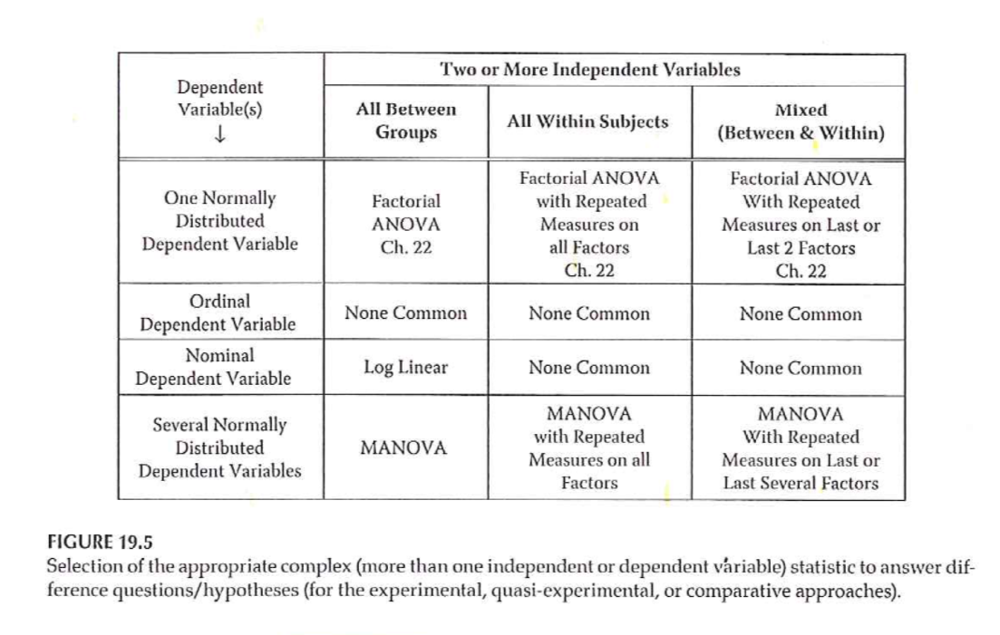 Dependent
Variable(s)
↓
Two or More Independent Variables
All Between
Groups
All Within Subjects
Mixed
(Between & Within)
One Normally
Distributed
Dependent Variable
Factorial
ANOVA
Ch. 22
Factorial ANOVA
with Repeated
Measures on
all Factors
Ch. 22
Factorial ANOVA
With Repeated
Measures on Last or
Last 2 Factors
Ch. 22
Ordinal
Dependent Variable
None Common
None Common
None Common
Nominal
Dependent Variable
Log Linear
None Common
None Common
Several Normally
Distributed
Dependent Variables
MANOVA
MANOVA
with Repeated
Measures on all
Factors
MANOVA
With Repeated
Measures on Last or
Last Several Factors
FIGURE 19.5
Selection of the appropriate complex (more than one independent or dependent variable) statistic to answer dif-
ference questions/hypotheses (for the experimental, quasi-experimental, or comparative approaches).